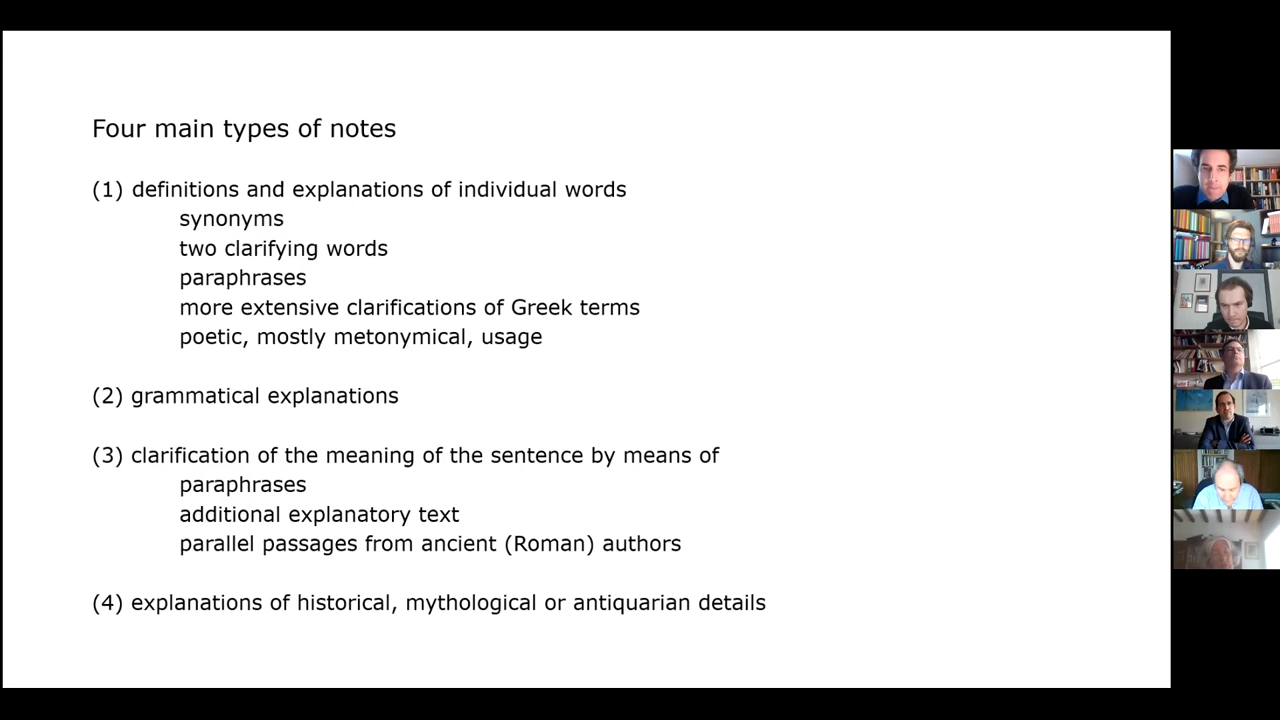 Four main types of notes
(1) definitions and explanations of individual words
synonyms
two clarifying words
paraphrases
more extensive clarifications of Greek terms
poetic, mostly metonymical, usage
(2) grammatical explanations
(3) clarification of the meaning of the sentence by means of
paraphrases
additional explanatory text
parallel passages from ancient (Roman) authors
(4) explanations of historical, mythological or antiquarian details